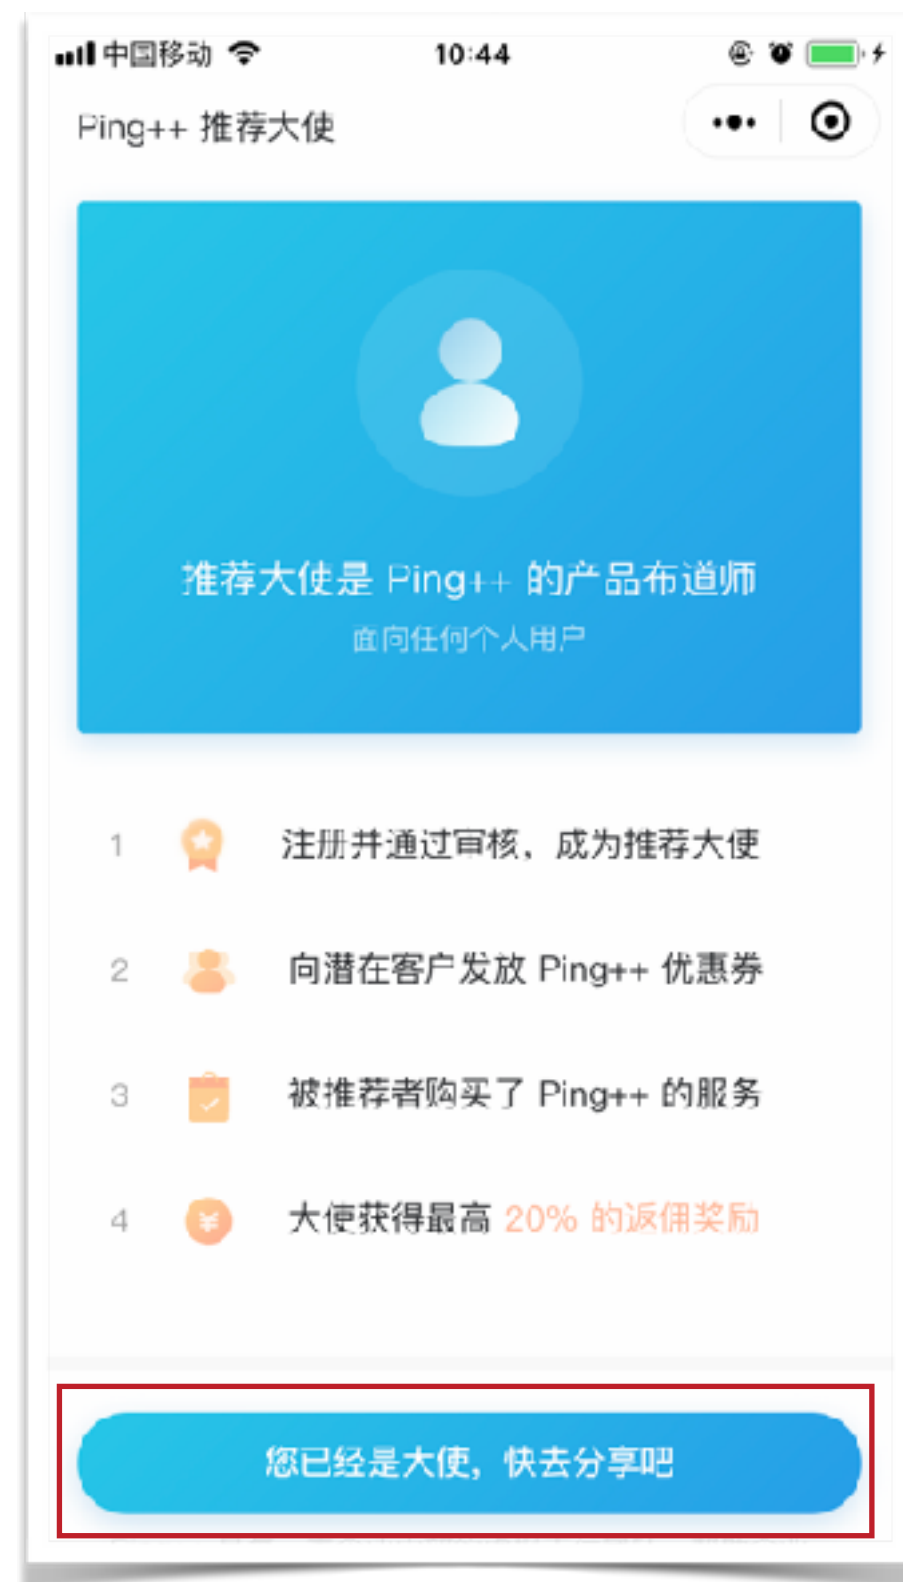 中国移动 10:44
Ping++ 推荐大使
推荐大使是 Ping++ 的产品布道师
面向任何个人用户
1 注册并通过审核，成为推荐大使
2 向潜在客户发放 Ping++ 优惠券
3 被推荐者购买了 Ping++ 的服务
4 大使获得最高 20% 的返佣奖励
您已经是大使，快去分享吧